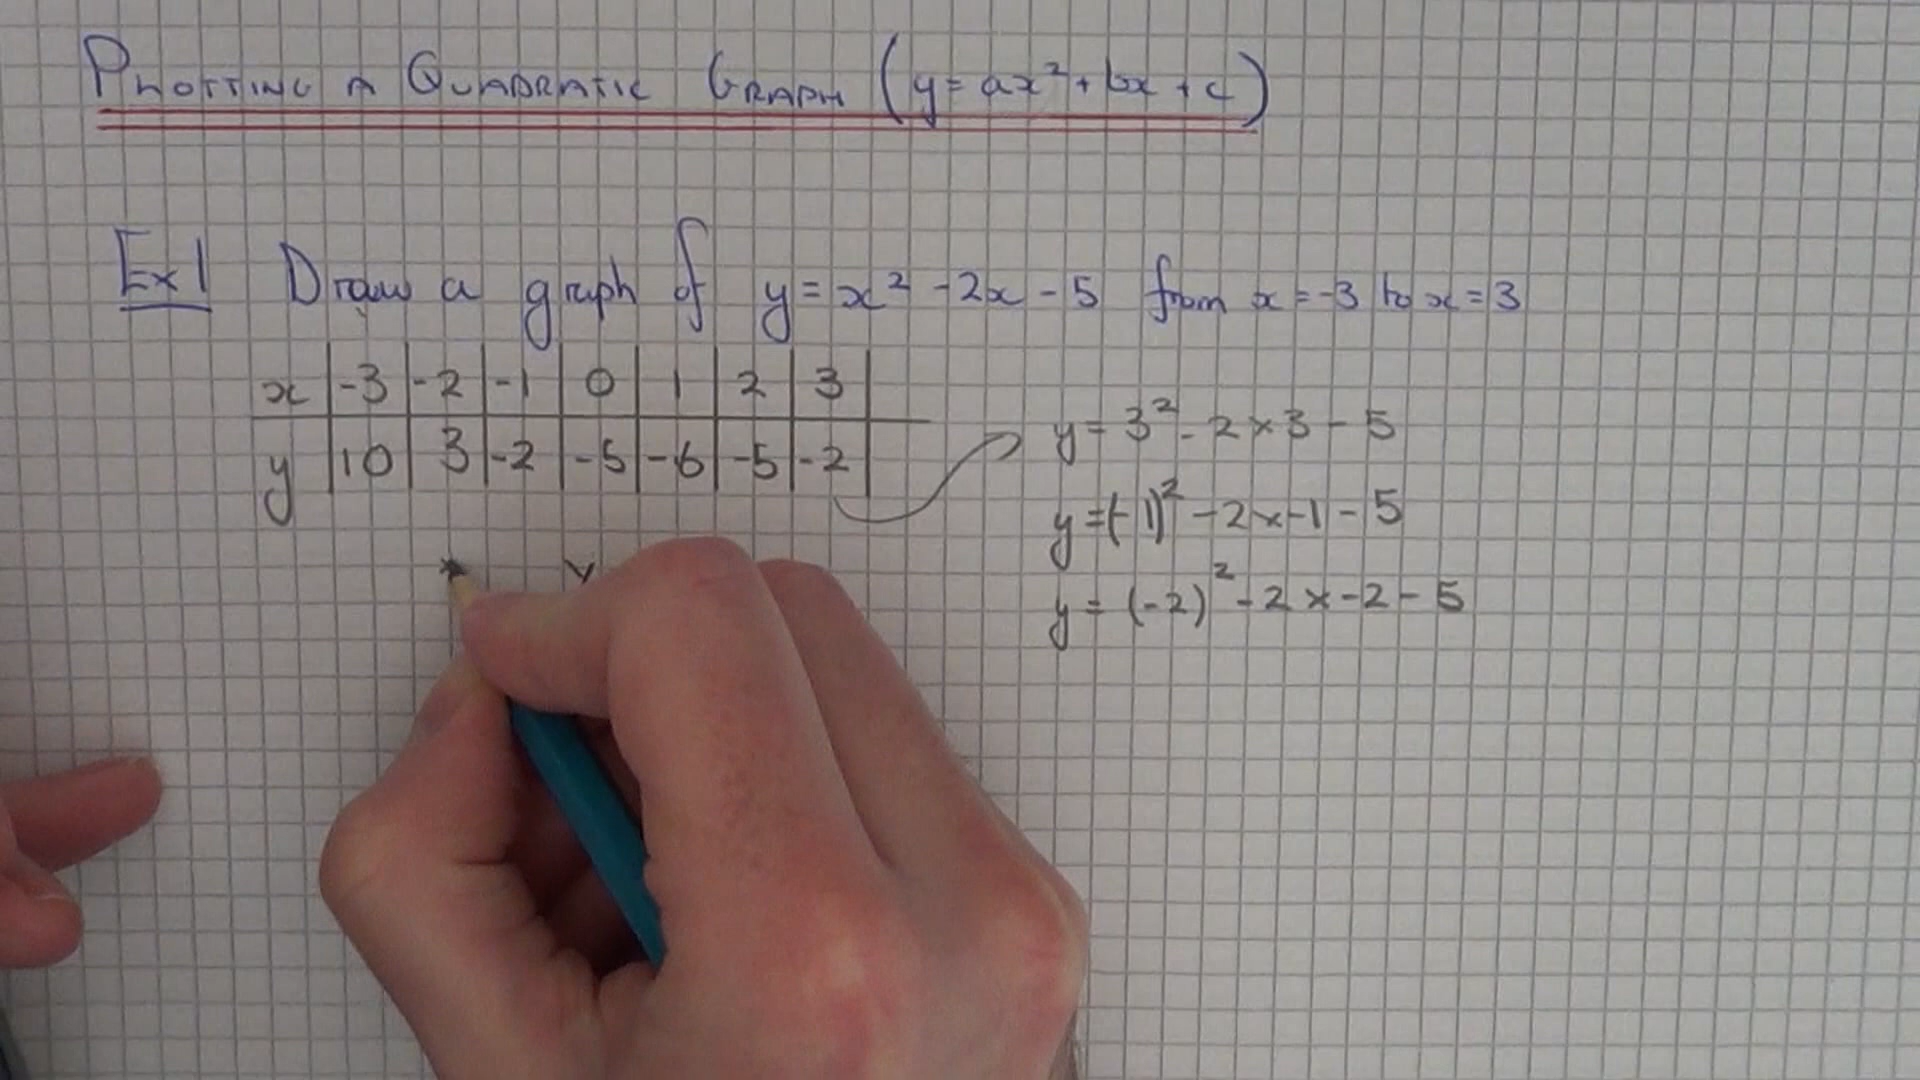 PLOTTING A QUADRATIC GRAPH (y = ax² + bx + c)
Ex 1 Draw a graph of y = x² - 2x - 5 from x = -3 to x = 3
x | -3 | -2 | -1 | 0 | 1 | 2 | 3 |
y | 10 | 3 | -2 | -5 | -6 | -5 | -2 |
y = 3² - 2 × 3 - 5
y = (-1)² - 2 × -1 - 5
y = (-2)² - 2 × -2 - 5
y